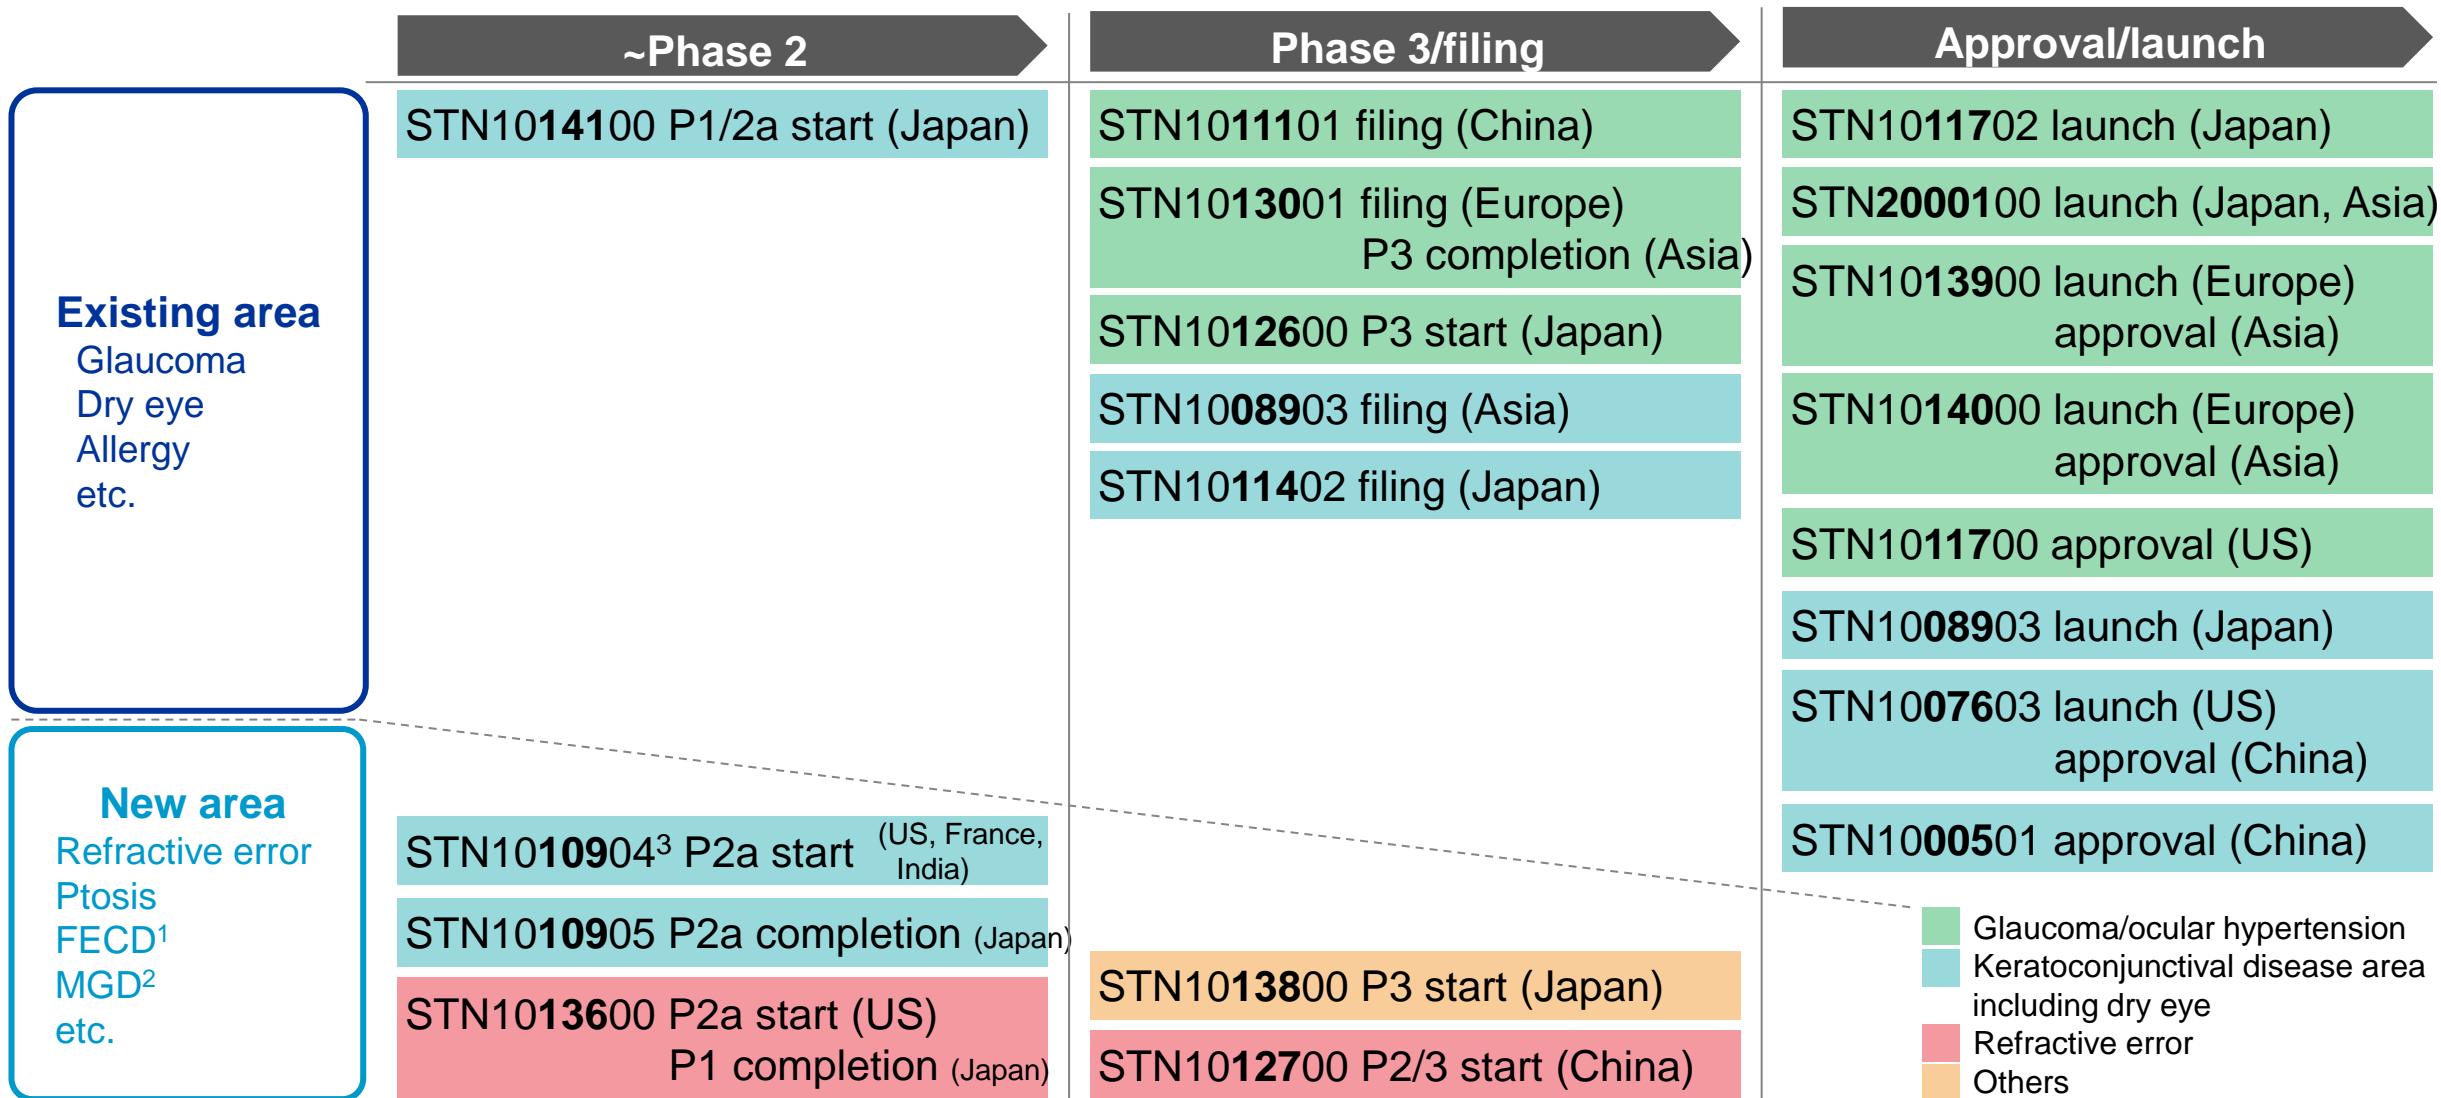 ~Phase 2
Phase 3/filing
Approval/launch
Existing area
Glaucoma
Dry eye
Allergy
etc.
STN1014100 P1/2a start (Japan)
STN1011101 filing (China)
STN1013001 filing (Europe)
P3 completion (Asia)
STN1012600 P3 start (Japan)
STN1008903 filing (Asia)
STN1011402 filing (Japan)
STN1011702 launch (Japan)
STN2000100 launch (Japan, Asia)
STN1013900 launch (Europe)
approval (Asia)
STN1014000 launch (Europe)
approval (Asia)
STN1011700 approval (US)
STN1008903 launch (Japan)
STN1007603 launch (US)
approval (China)
STN1000501 approval (China)
New area
Refractive error
Ptosis
FECD¹
MGD²
etc.
STN1010904³ P2a start (US, France,
India)
STN1010905 P2a completion (Japan)
STN1013600 P2a start (US)
P1 completion (Japan)
STN1013800 P3 start (Japan)
STN1012700 P2/3 start (China)
Glaucoma/ocular hypertension
Keratoconjunctival disease area
including dry eye
Refractive error
Others